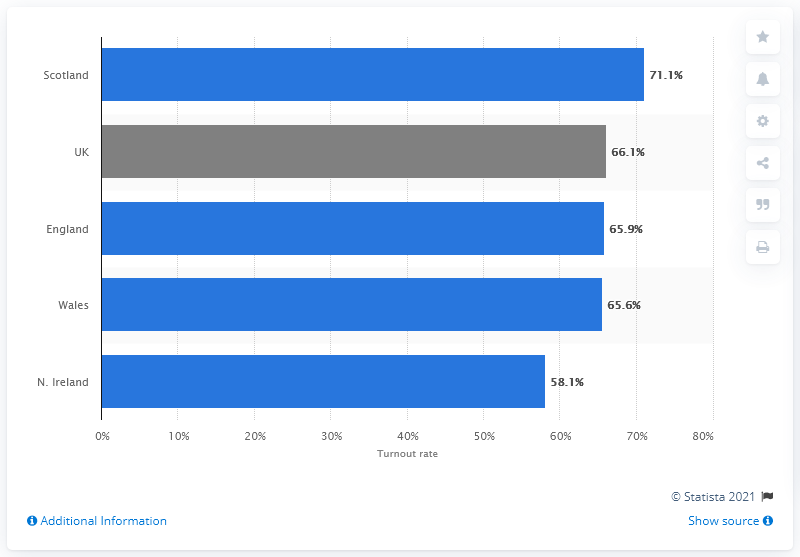 Scotland 71.1%
UK 66.1%
England 65.9%
Wales 65.6%
N. Ireland 58.1%
0% 10% 20% 30% 40% 50% 60% 70% 80%
Turnout rate
© Statista 2021
Additional Information Show source